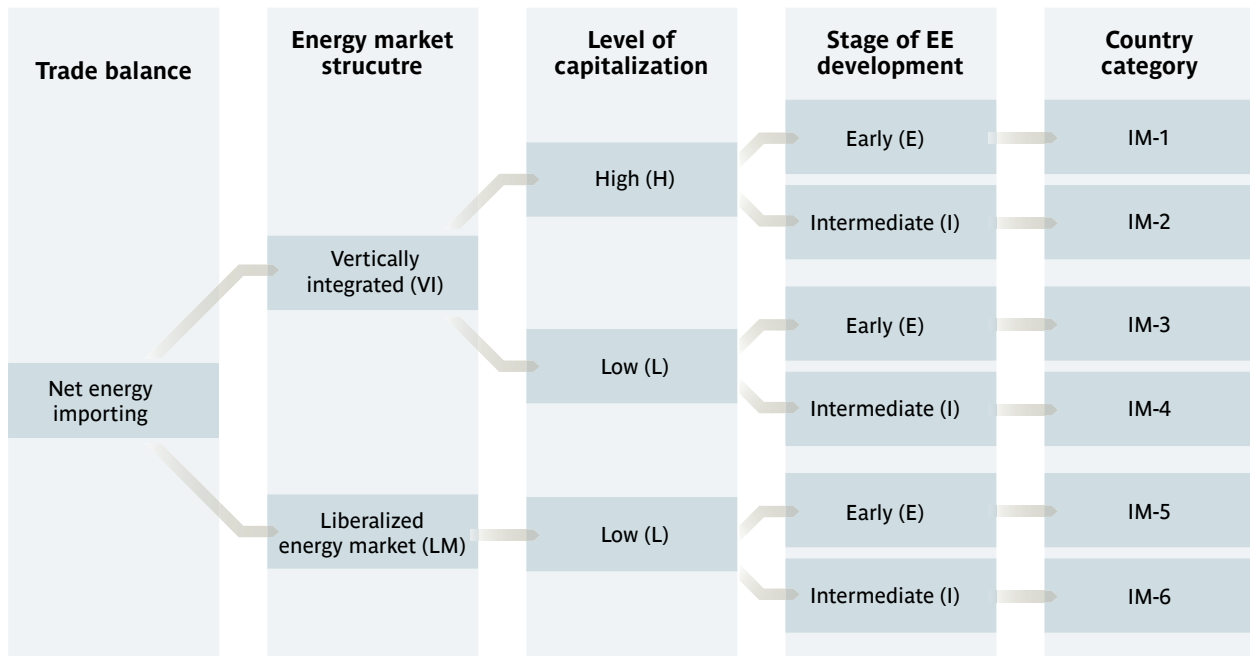 Trade balance
Energy market
strucutre
Level of
capitalization
Stage of EE
development
Country
category
Net energy
importing
Vertically
integrated (VI)
Liberalized
energy market (LM)
High (H)
Low (L)
Low (L)
Early (E)
Intermediate (I)
Early (E)
Intermediate (I)
Early (E)
Intermediate (I)
IM-1
IM-2
IM-3
IM-4
IM-5
IM-6